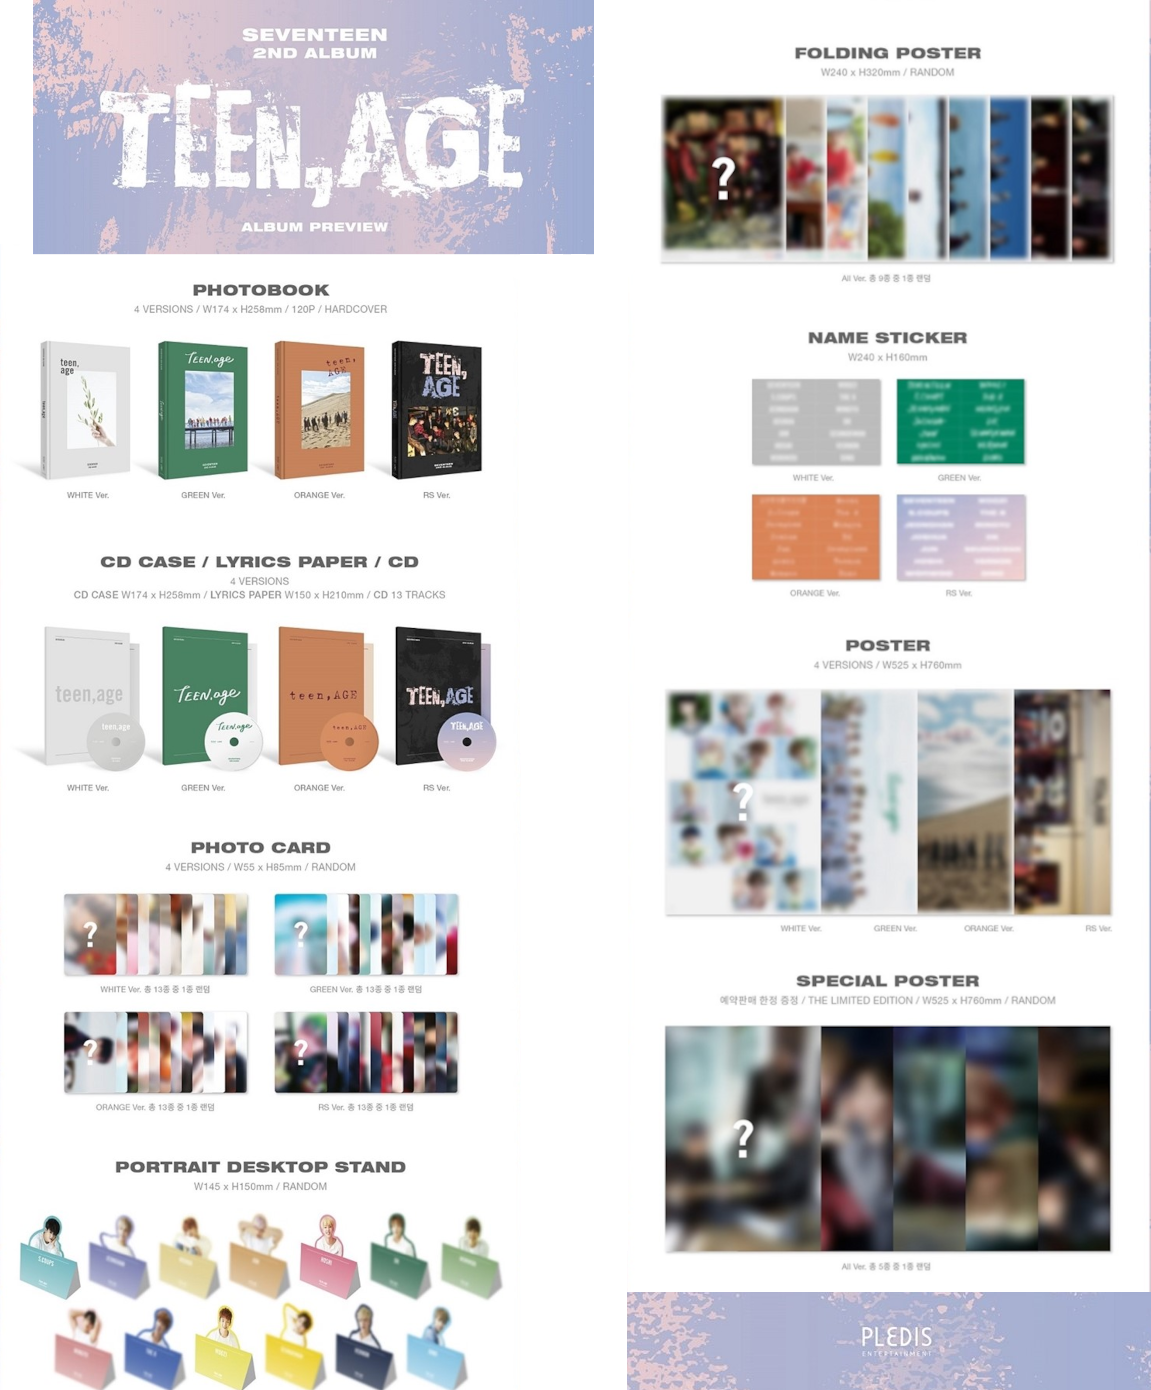 SEVENTEEN
2ND ALBUM
TEEN,AGE
ALBUM PREVIEW
PHOTOBOOK
4 VERSIONS / W174 x H258mm / 120P / HARDCOVER
teen,
age
TEEN,age
teen,
AGE
TEEN,
AGE
WHITE Ver.
GREEN Ver.
ORANGE Ver.
RS Ver.
CD CASE / LYRICS PAPER / CD
4 VERSIONS
CD CASE W174 x H258mm / LYRICS PAPER W150 x H210mm / CD 13 TRACKS
teen,age
teen,age
TEEN,age
TEEN,age
teen,AGE
teen,AGE
TEEN,AGE
TEEN,AGE
WHITE Ver.
GREEN Ver.
ORANGE Ver.
RS Ver.
PHOTO CARD
4 VERSIONS / W55 x H85mm / RANDOM
?
?
WHITE Ver. 총 13종 중 1종 랜덤
GREEN Ver. 총 13종 중 1종 랜덤
?
?
ORANGE Ver. 총 13종 중 1종 랜덤
RS Ver. 총 13종 중 1종 랜덤
PORTRAIT DESKTOP STAND
W145 x H150mm / RANDOM
S.COUPS
FOLDING POSTER
W240 x H320mm / RANDOM
?
All Ver. 총 9종 중 1종 랜덤
NAME STICKER
W240 x H160mm
WHITE Ver.
GREEN Ver.
ORANGE Ver.
RS Ver.
POSTER
4 VERSIONS / W525 x H760mm
?
WHITE Ver.
GREEN Ver.
ORANGE Ver.
RS Ver.
SPECIAL POSTER
예약판매 한정 증정 / THE LIMITED EDITION / W525 x H760mm / RANDOM
?
All Ver. 총 5종 중 1종 랜덤
PLEDIS
ENTERTAINMENT